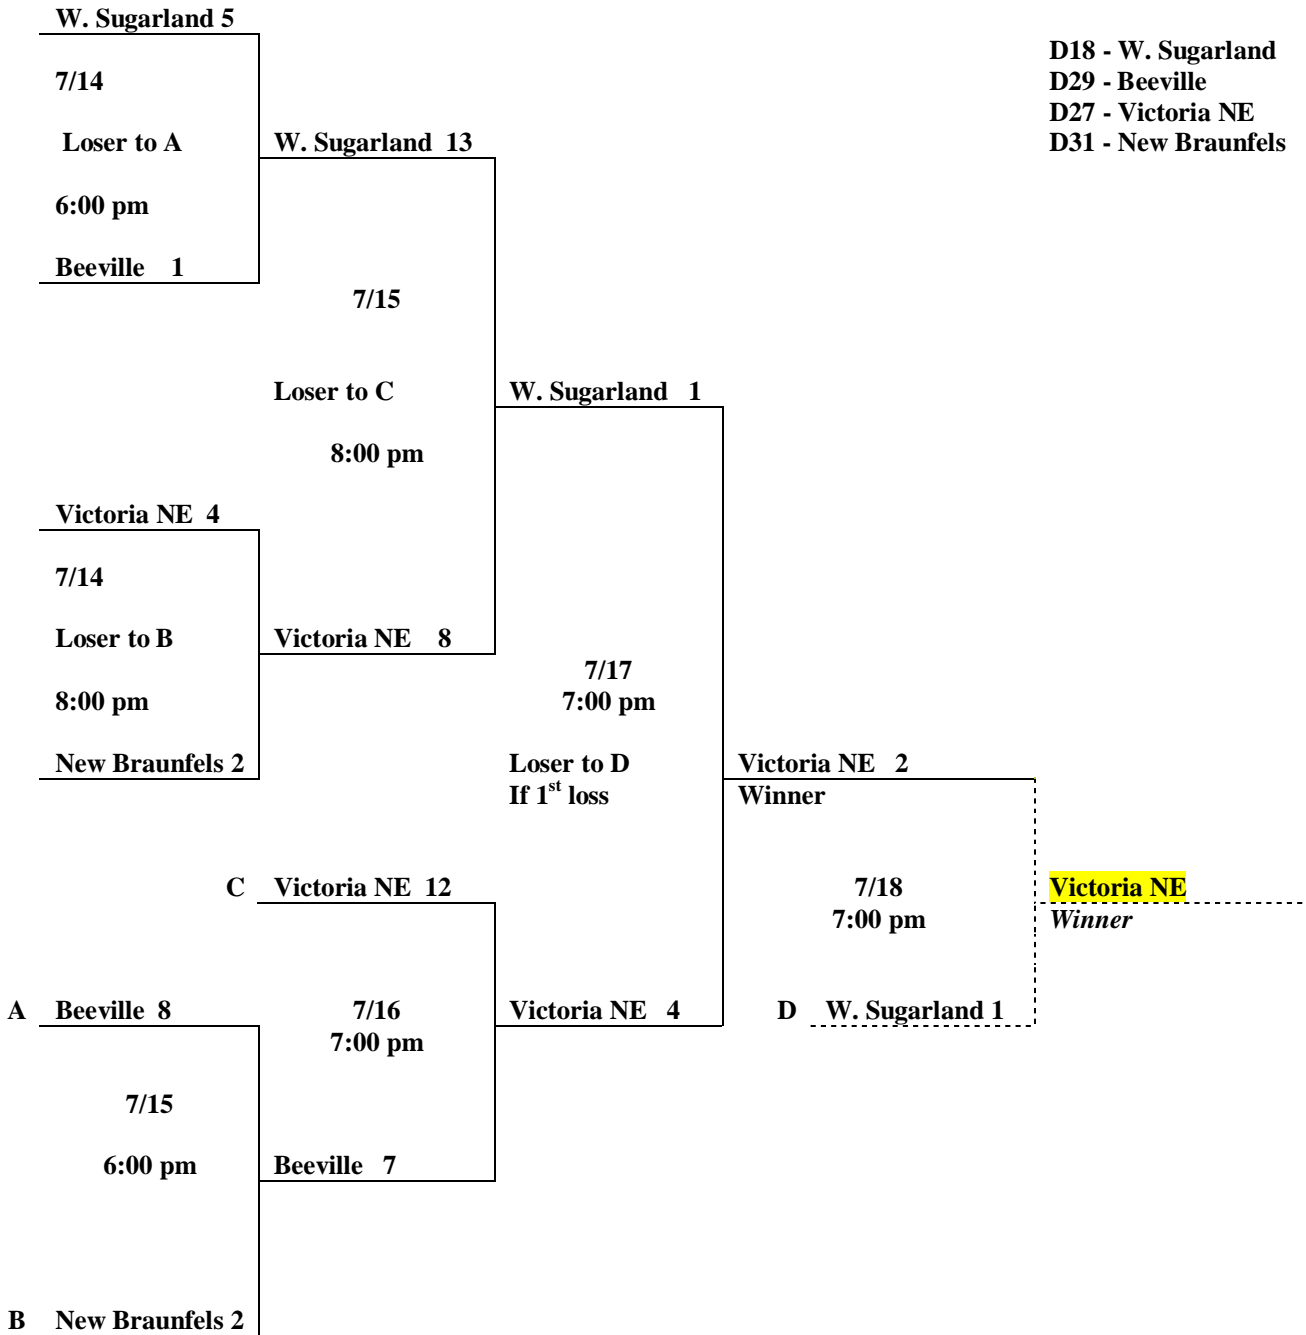 W. Sugarland 5
D18 - W. Sugarland
D29 - Beeville
D27 - Victoria NE
D31 - New Braunfels
7/14
Loser to A
W. Sugarland 13
6:00 pm
Beeville 1
7/15
Loser to C
W. Sugarland 1
8:00 pm
Victoria NE 4
7/14
Loser to B
Victoria NE 8
7/17
8:00 pm
7:00 pm
New Braunfels 2
Loser to D
Victoria NE 2
If 1st loss
Winner
C Victoria NE 12
7/18
Victoria NE
7:00 pm
Winner
A Beeville 8
7/16
Victoria NE 4
D W. Sugarland 1
7:00 pm
7/15
6:00 pm
Beeville 7
B New Braunfels 2